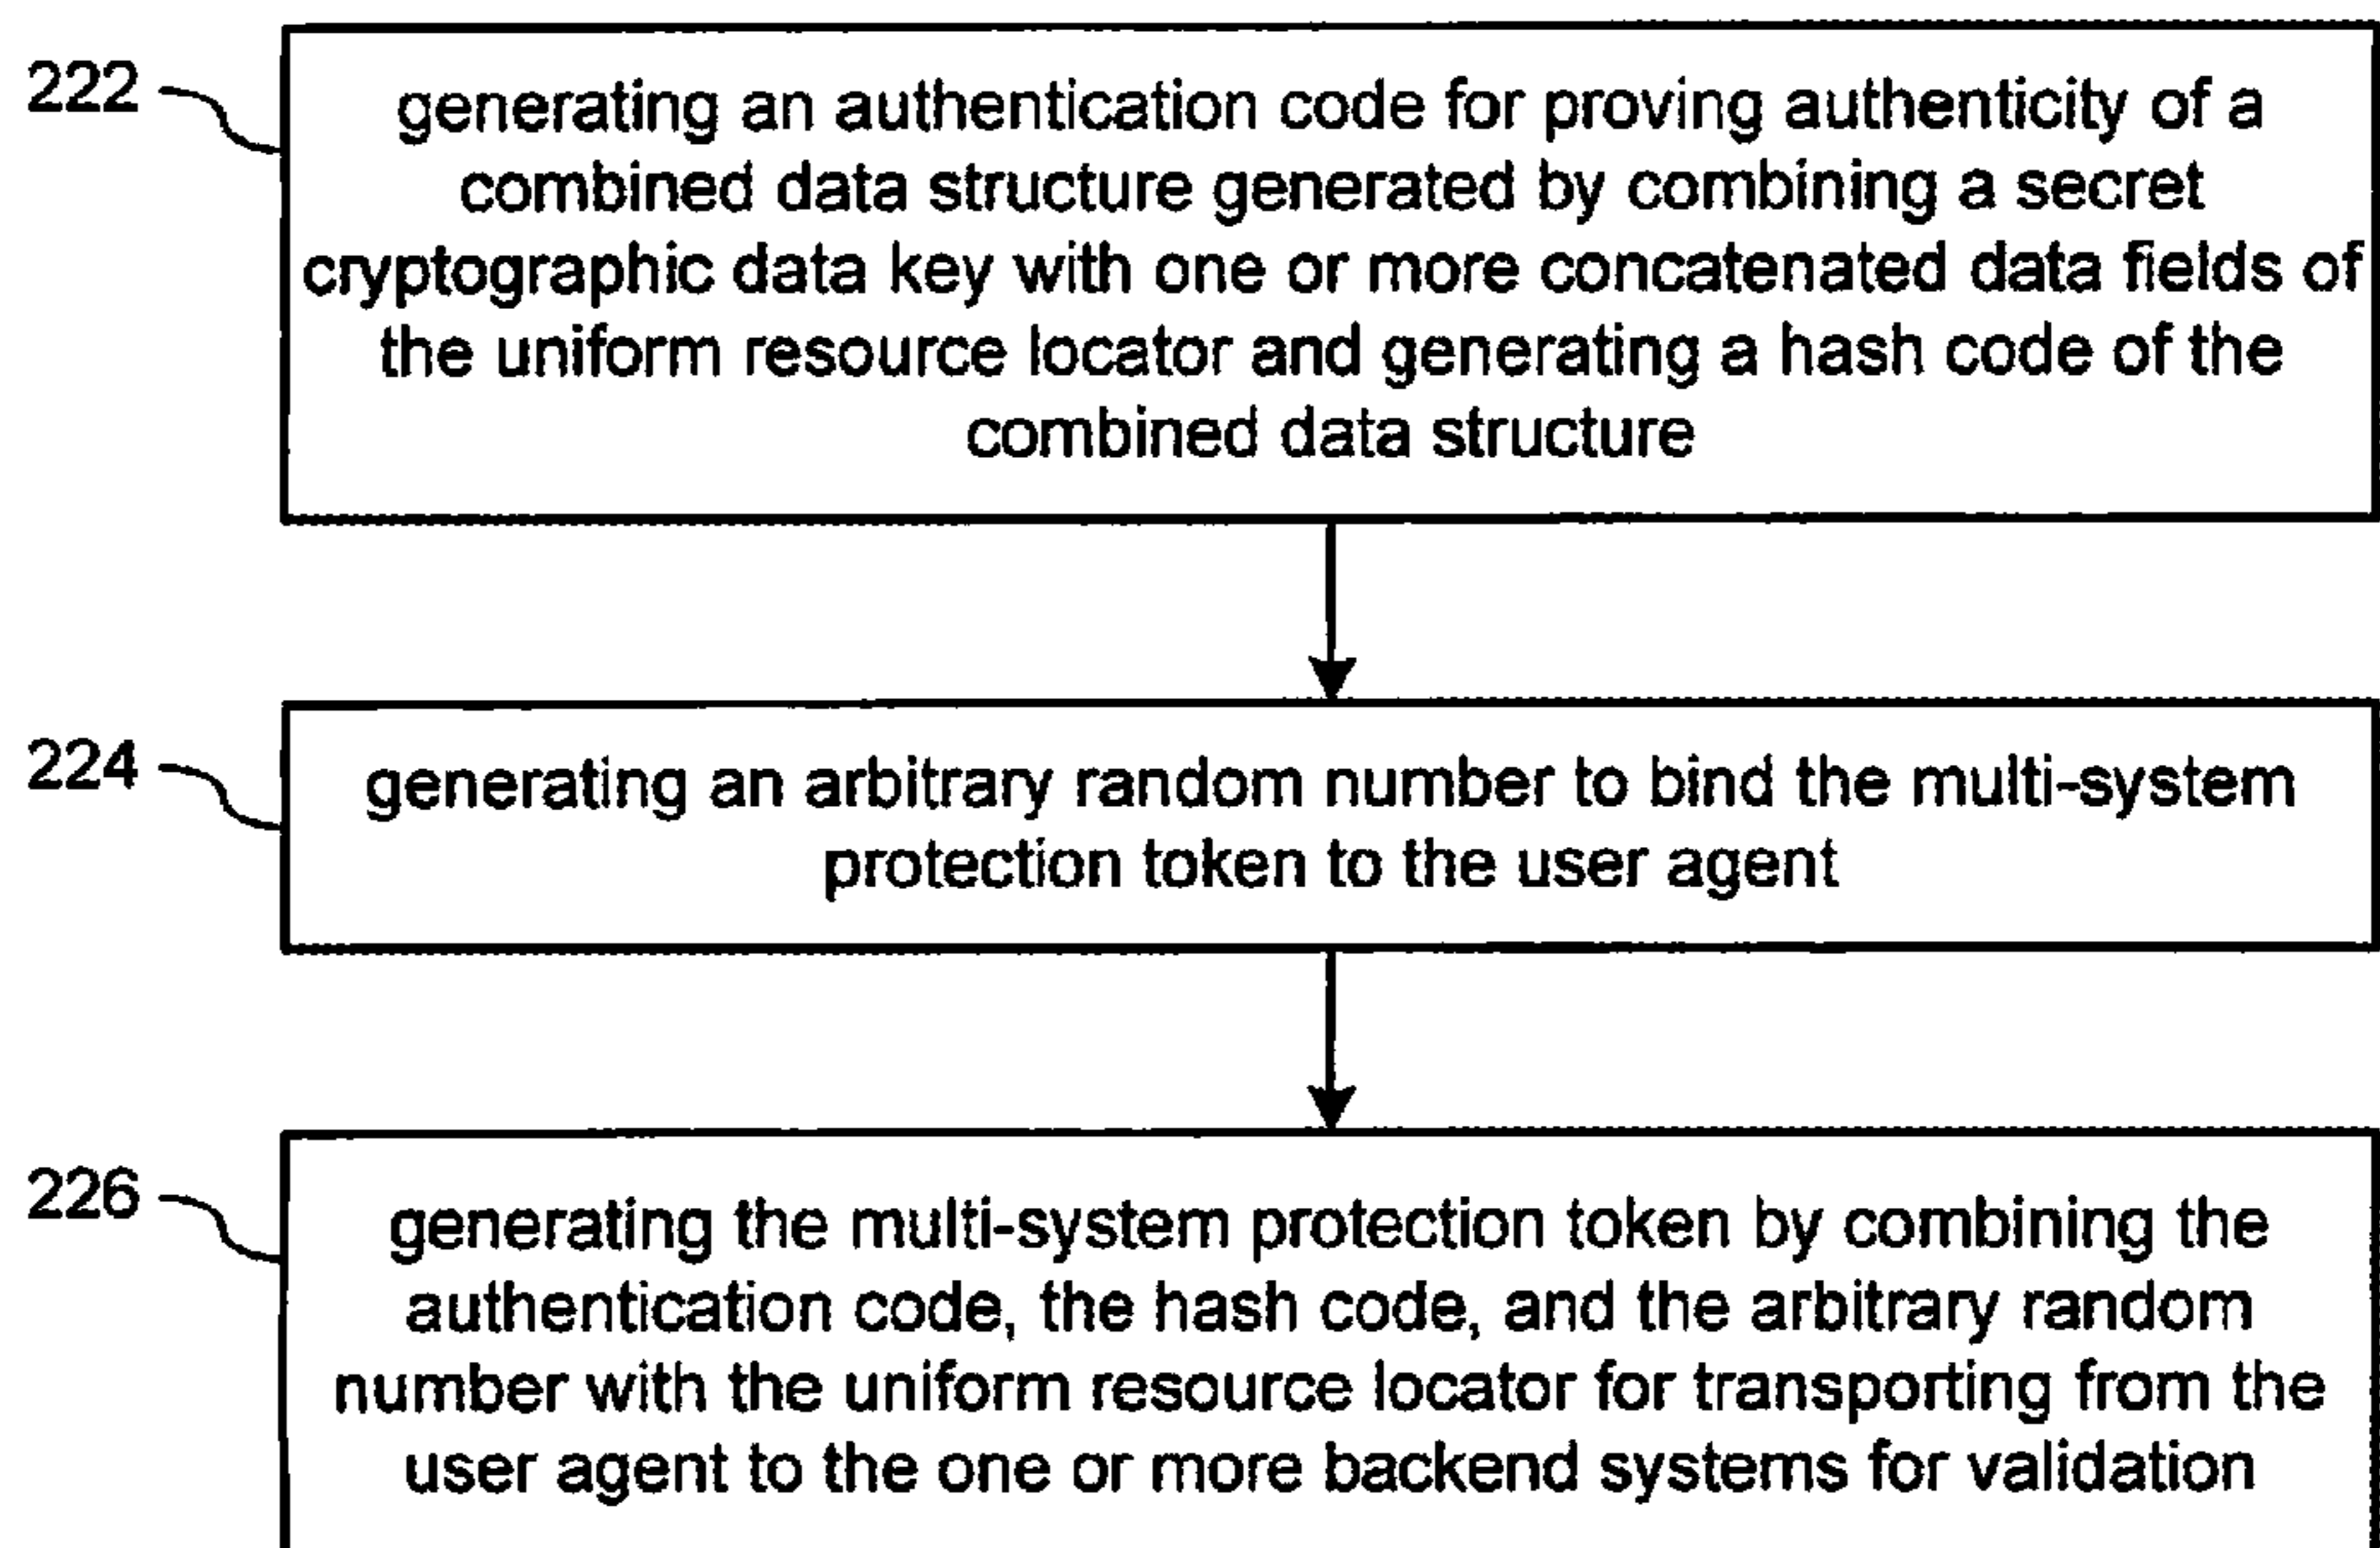 222
generating an authentication code for proving authenticity of a
combined data structure generated by combining a secret
cryptographic data key with one or more concatenated data fields of
the uniform resource locator and generating a hash code of the
combined data structure
224
generating an arbitrary random number to bind the multi-system
protection token to the user agent
226
generating the multi-system protection token by combining the
authentication code, the hash code, and the arbitrary random
number with the uniform resource locator for transporting from the
user agent to the one or more backend systems for validation